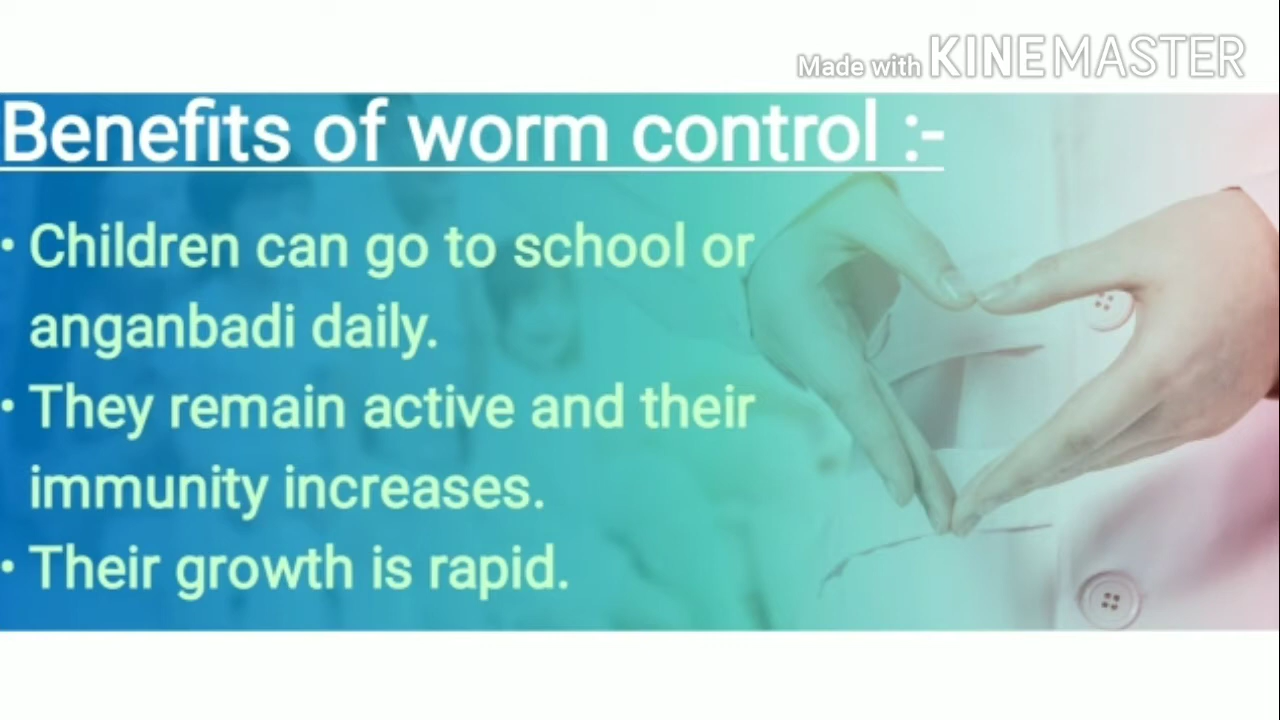 Made with KINEMASTER
Benefits of worm control :-
• Children can go to school or
anganbadi daily.
• They remain active and their
immunity increases.
• Their growth is rapid.